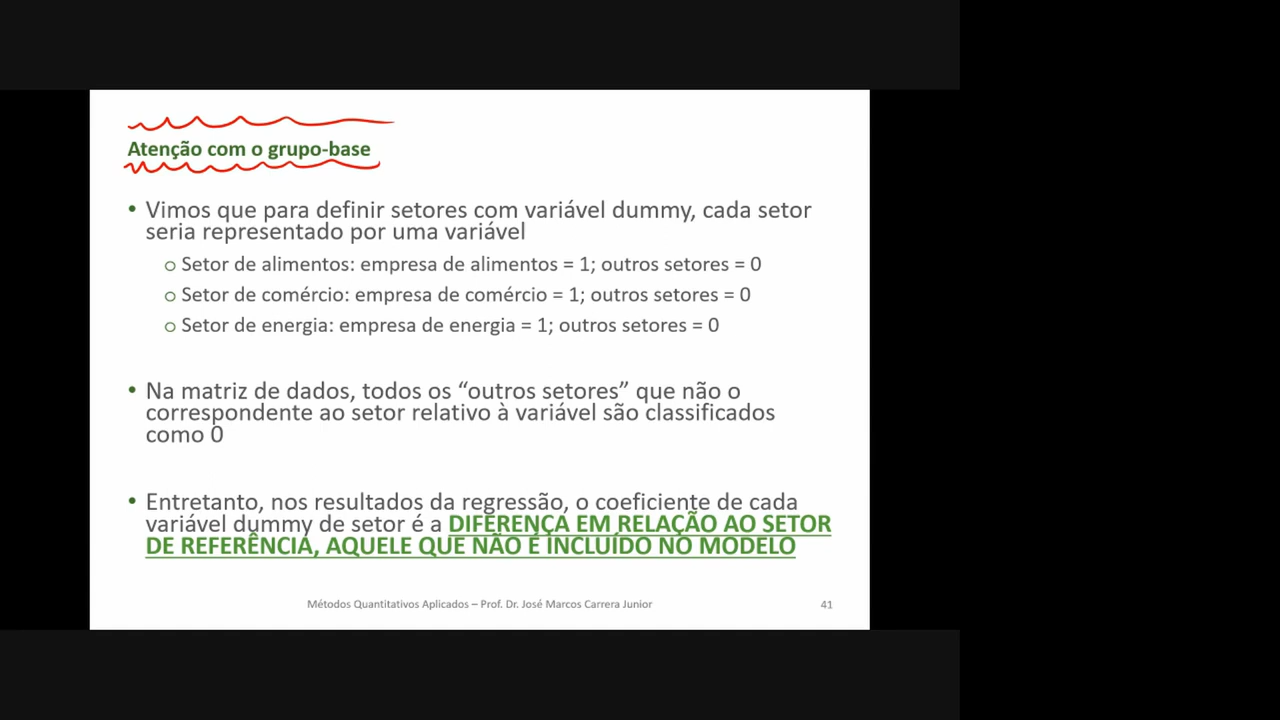 Atenção com o grupo-base
• Vimos que para definir setores com variável dummy, cada setor
seria representado por uma variável
o Setor de alimentos: empresa de alimentos = 1; outros setores = 0
o Setor de comércio: empresa de comércio = 1; outros setores = 0
o Setor de energia: empresa de energia = 1; outros setores = 0
• Na matriz de dados, todos os “outros setores” que não o
correspondente ao setor relativo à variável são classificados
como 0
• Entretanto, nos resultados da regressão, o coeficiente de cada
variável dummy de setor é a DIFERENÇA EM RELAÇÃO AO SETOR
DE REFERÊNCIA, AQUELE QUE NÃO É INCLUÍDO NO MODELO
Métodos Quantitativos Aplicados – Prof. Dr. José Marcos Carrera Junior
41